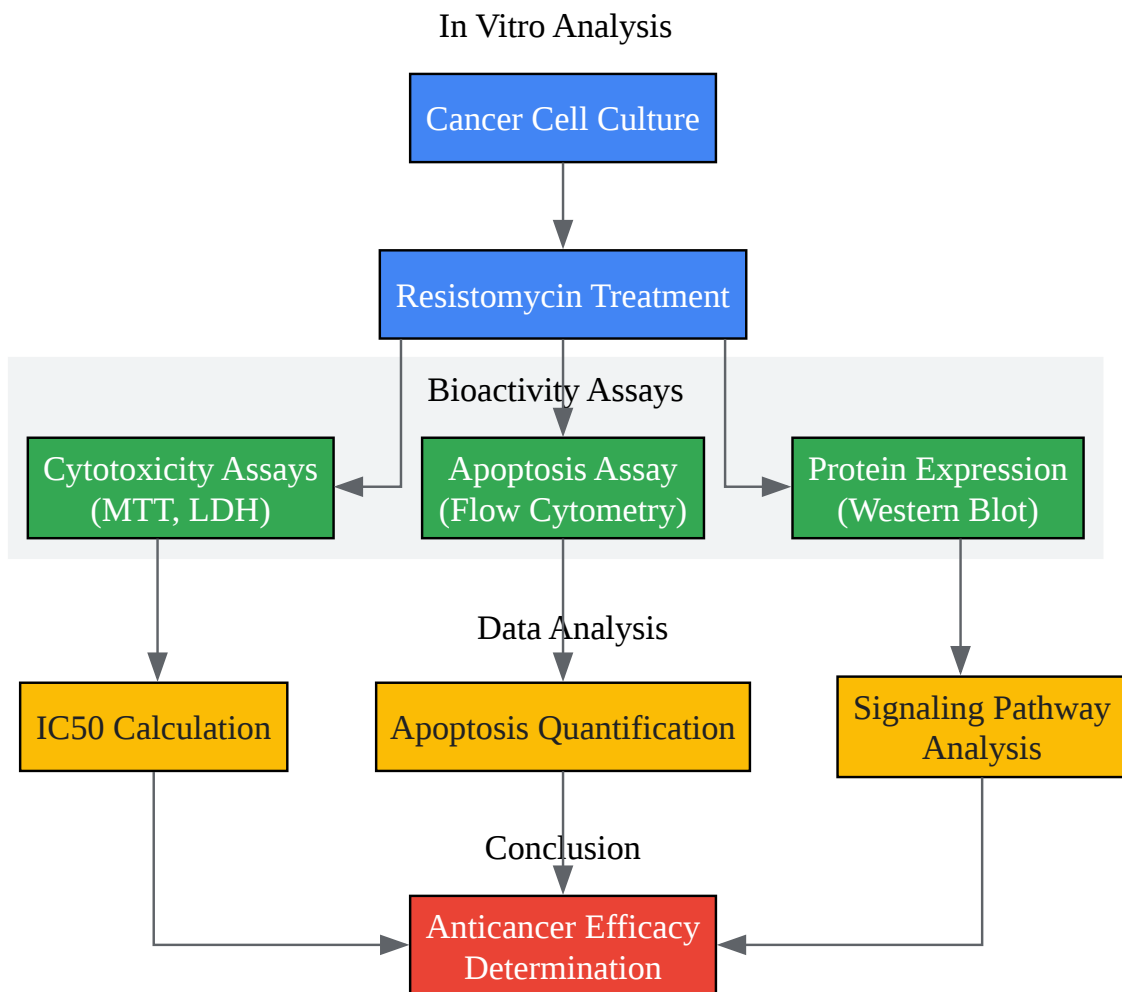 In Vitro Analysis
Cancer Cell Culture
Resistomycin Treatment
Bioactivity Assays
Cytotoxicity Assays
(MTT, LDH)
Apoptosis Assay
(Flow Cytometry)
Protein Expression
(Western Blot)
Data Analysis
IC50 Calculation
Apoptosis Quantification
Signaling Pathway
Analysis
Conclusion
Anticancer Efficacy
Determination